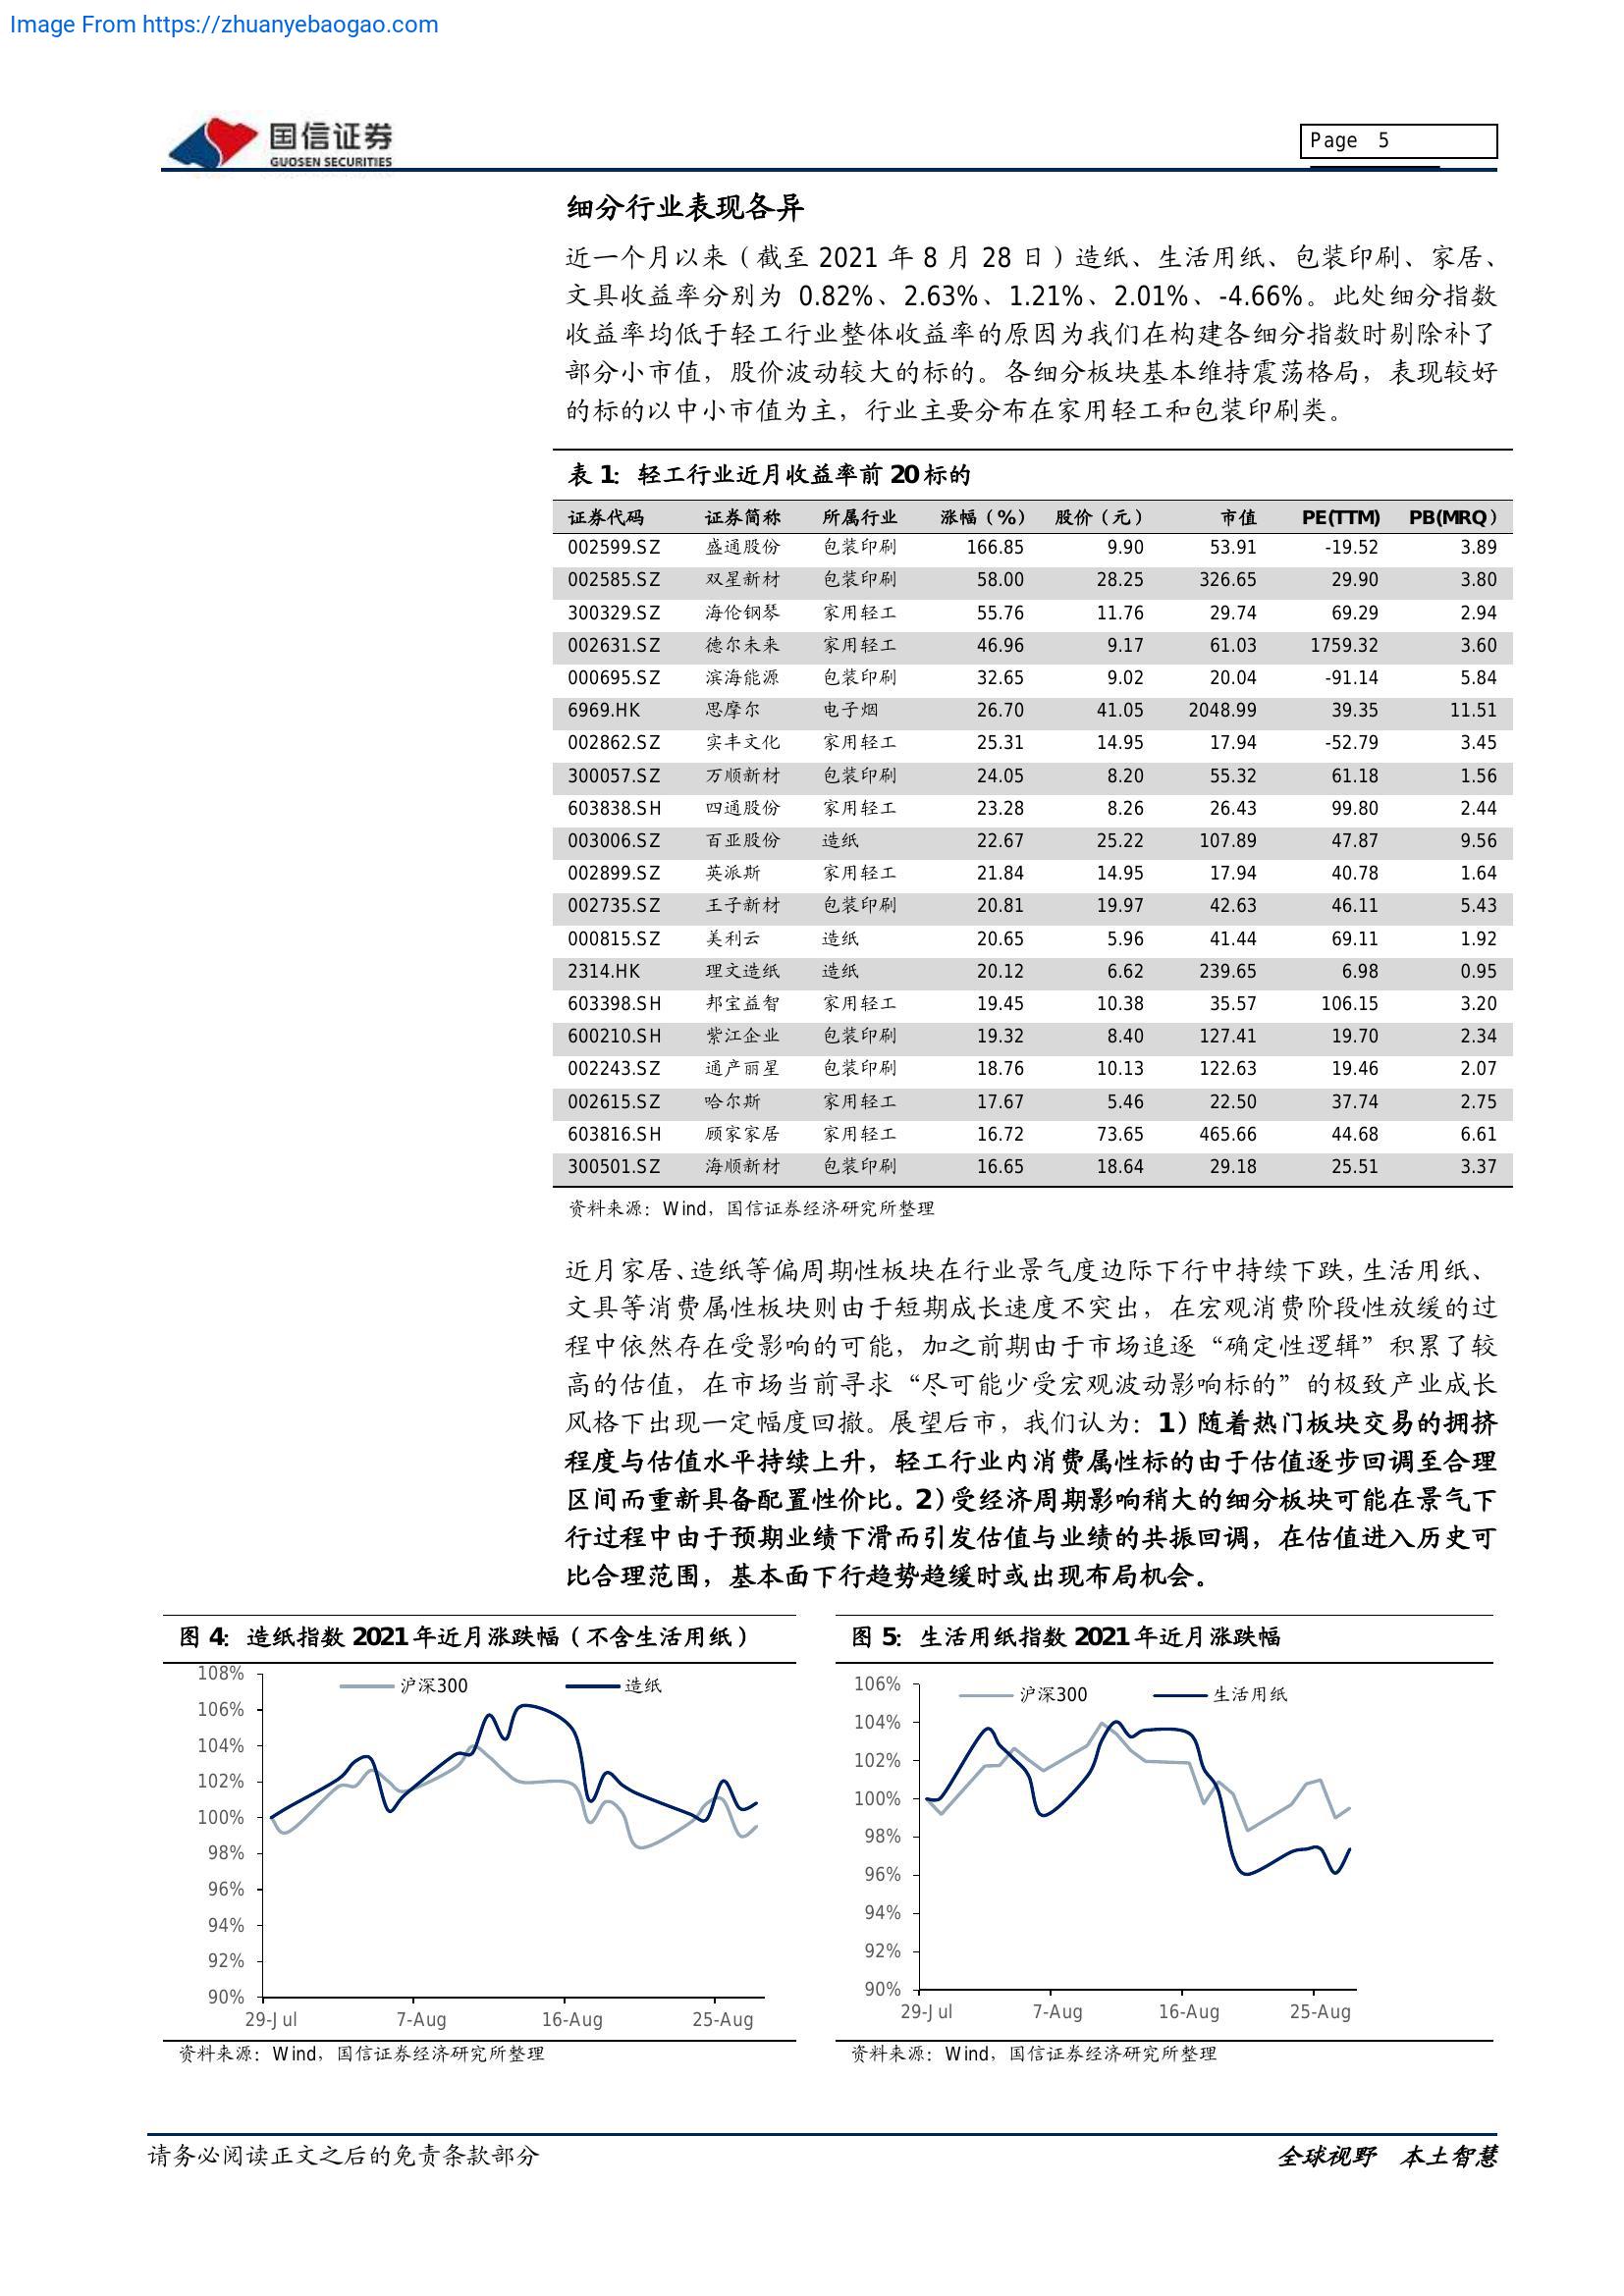 Image From https://zhuanyebaogao.com
国信证券
GUOSEN SECURITIES
Page 5
细分行业表现各异
近一个月以来（截至 2021 年 8 月 28 日）造纸、生活用纸、包装印刷、家居、
文具收益率分别为 0.82%、2.63%、1.21%、2.01%、-4.66%。此处细分指数
收益率均低于轻工行业整体收益率的原因为我们在构建各细分指数时剔除补了
部分小市值，股价波动较大的标的。各细分板块基本维持震荡格局，表现较好
的标的以中小市值为主，行业主要分布在家用轻工和包装印刷类。
表 1：轻工行业近月收益率前 20 标的
证券代码 证券简称 所属行业 涨幅（%） 股价（元） 市值 PE(TTM) PB(MRQ）
002599.SZ 盛通股份 包装印刷 166.85 9.90 53.91 -19.52 3.89
002585.SZ 双星新材 包装印刷 58.00 28.25 326.65 29.90 3.80
300329.SZ 海伦钢琴 家用轻工 55.76 11.76 29.74 69.29 2.94
002631.SZ 德尔未来 家用轻工 46.96 9.17 61.03 1759.32 3.60
000695.SZ 滨海能源 包装印刷 32.65 9.02 20.04 -91.14 5.84
6969.HK 思摩尔 电子烟 26.70 41.05 2048.99 39.35 11.51
002862.SZ 实丰文化 家用轻工 25.31 14.95 17.94 -52.79 3.45
300057.SZ 万顺新材 包装印刷 24.05 8.20 55.32 61.18 1.56
603838.SH 四通股份 家用轻工 23.28 8.26 26.43 99.80 2.44
003006.SZ 百亚股份 造纸 22.67 25.22 107.89 47.87 9.56
002899.SZ 英派斯 家用轻工 21.84 14.95 17.94 40.78 1.64
002735.SZ 王子新材 包装印刷 20.81 19.97 42.63 46.11 5.43
000815.SZ 美利云 造纸 20.65 5.96 41.44 69.11 1.92
2314.HK 理文造纸 造纸 20.12 6.62 239.65 6.98 0.95
603398.SH 邦宝益智 家用轻工 19.45 10.38 35.57 106.15 3.20
600210.SH 紫江企业 包装印刷 19.32 8.40 127.41 19.70 2.34
002243.SZ 通产丽星 包装印刷 18.76 10.13 122.63 19.46 2.07
002615.SZ 哈尔斯 家用轻工 17.67 5.46 22.50 37.74 2.75
603816.SH 顾家家居 家用轻工 16.72 73.65 465.66 44.68 6.61
300501.SZ 海顺新材 包装印刷 16.65 18.64 29.18 25.51 3.37
资料来源：Wind，国信证券经济研究所整理
近月家居、造纸等偏周期性板块在行业景气度边际下行中持续下跌，生活用纸、
文具等消费属性板块则由于短期成长速度不突出，在宏观消费阶段性放缓的过
程中依然存在受影响的可能，加之前期由于市场追逐“确定性逻辑”积累了较
高的估值，在市场当前寻求“尽可能少受宏观波动影响标的”的极致产业成长
风格下出现一定幅度回撤。展望后市，我们认为：1）随着热门板块交易的拥挤
程度与估值水平持续上升，轻工行业内消费属性标的由于估值逐步回调至合理
区间而重新具备配置性价比。2）受经济周期影响稍大的细分板块可能在景气下
行过程中由于预期业绩下滑而引发估值与业绩的共振回调，在估值进入历史可
比合理范围，基本面下行趋势趋缓时或出现布局机会。
图 4：造纸指数 2021 年近月涨跌幅（不含生活用纸）
沪深300 造纸
108%
106%
104%
102%
100%
98%
96%
94%
92%
90%
29-Jul 7-Aug 16-Aug 25-Aug
资料来源：Wind，国信证券经济研究所整理
图 5：生活用纸指数 2021 年近月涨跌幅
沪深300 生活用纸
106%
104%
102%
100%
98%
96%
94%
92%
90%
29-Jul 7-Aug 16-Aug 25-Aug
资料来源：Wind，国信证券经济研究所整理
请务必阅读正文之后的免责条款部分
全球视野 本土智慧